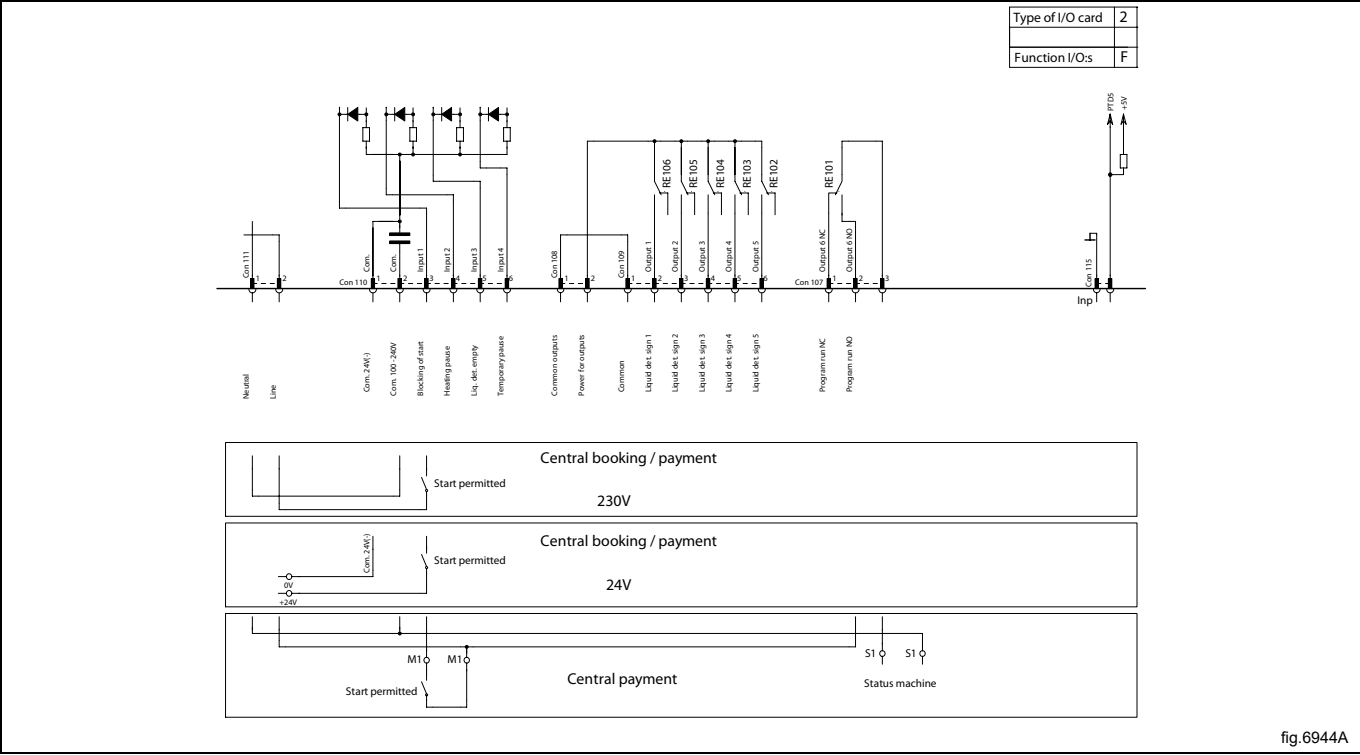 Type of I/O card 2
Function I/O:s F
PTD5
+5V
RE106
RE105
RE104
RE103
RE102
RE101
Con 111
1
2
Con 110
Com.
1
Com.
2
Input 1
3
Input 2
4
Input 3
5
Input 4
6
Con 108
1
2
Con 109
1
Output 1
2
Output 2
3
Output 3
4
Output 4
5
Output 5
6
Con 107
Output 6 NC
1
Output 6 NO
2
3
Con 115
Inp
Neutral
Line
Com. 24V(-)
Com. 100 - 240V
Blocking of start
Heating pause
Liq. det. empty
Temporary pause
Common outputs
Power for outputs
Common
Liquid det. sign 1
Liquid det. sign 2
Liquid det. sign 3
Liquid det. sign 4
Liquid det. sign 5
Program run NC
Program run NO
Central booking / payment
Start permitted
230V
Central booking / payment
Com. 24V(-)
Start permitted
24V
0V
+24V
M1 M1
S1 S1
Central payment
Start permitted
Status machine
fig.6944A